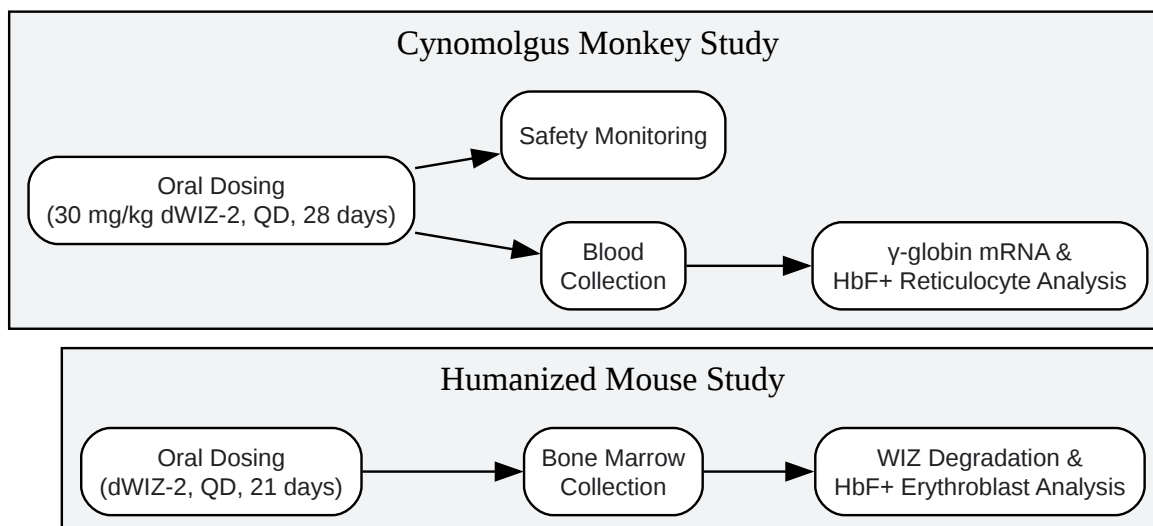 Cynomolgus Monkey Study
Safety Monitoring
Oral Dosing
(30 mg/kg dWIZ-2, QD, 28 days)
Blood
Collection
γ-globin mRNA &
HbF+ Reticulocyte Analysis
Humanized Mouse Study
Oral Dosing
(dWIZ-2, QD, 21 days)
Bone Marrow
Collection
WIZ Degradation &
HbF+ Erythroblast Analysis